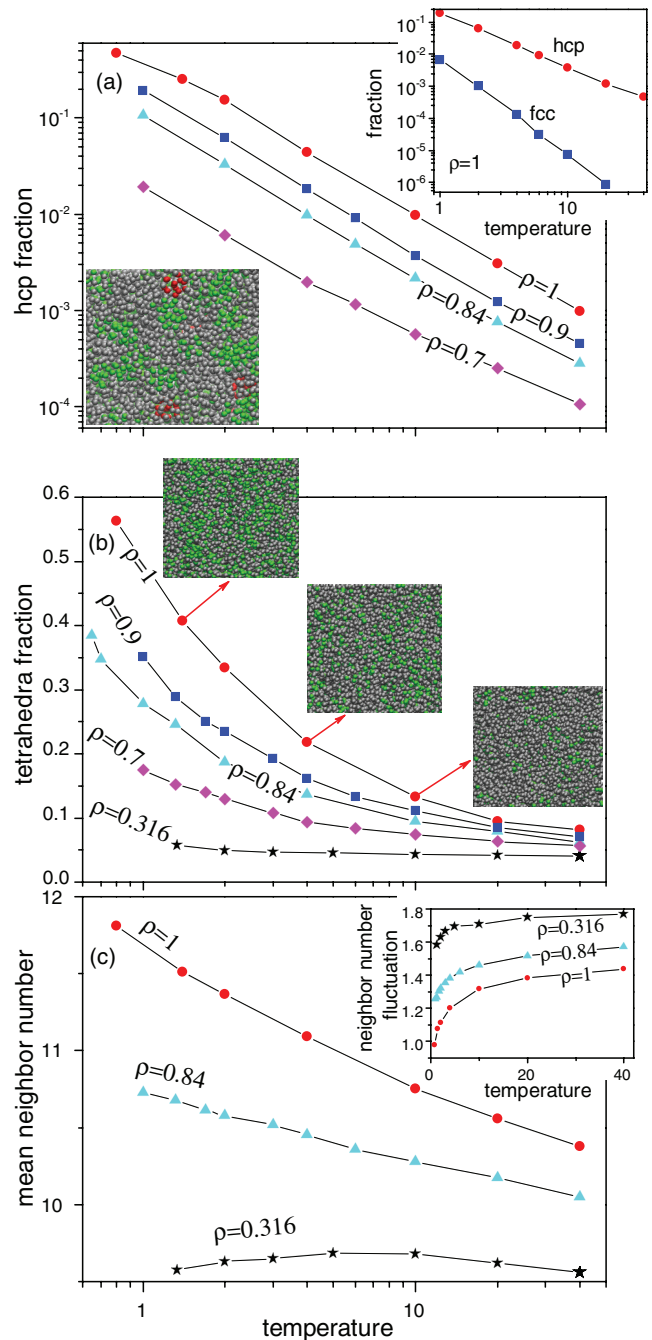 (a)
hcp fraction
10⁻¹
10⁻²
10⁻³
10⁻⁴
ρ=1
ρ=0.9
ρ=0.84
ρ=0.7
fraction
10⁻¹
10⁻²
10⁻³
10⁻⁴
10⁻⁵
10⁻⁶
hcp
fcc
ρ=1
1
10
temperature
(b)
tetrahedra fraction
0.6
0.5
0.4
0.3
0.2
0.1
0.0
ρ=1
ρ=0.9
ρ=0.84
ρ=0.7
ρ=0.316
(c)
mean neighbor number
12
11
10
ρ=1
ρ=0.84
ρ=0.316
neighbor number
fluctuation
1.8
1.6
1.4
1.2
1.0
ρ=0.316
ρ=0.84
ρ=1
0
20
40
temperature
1
10
temperature